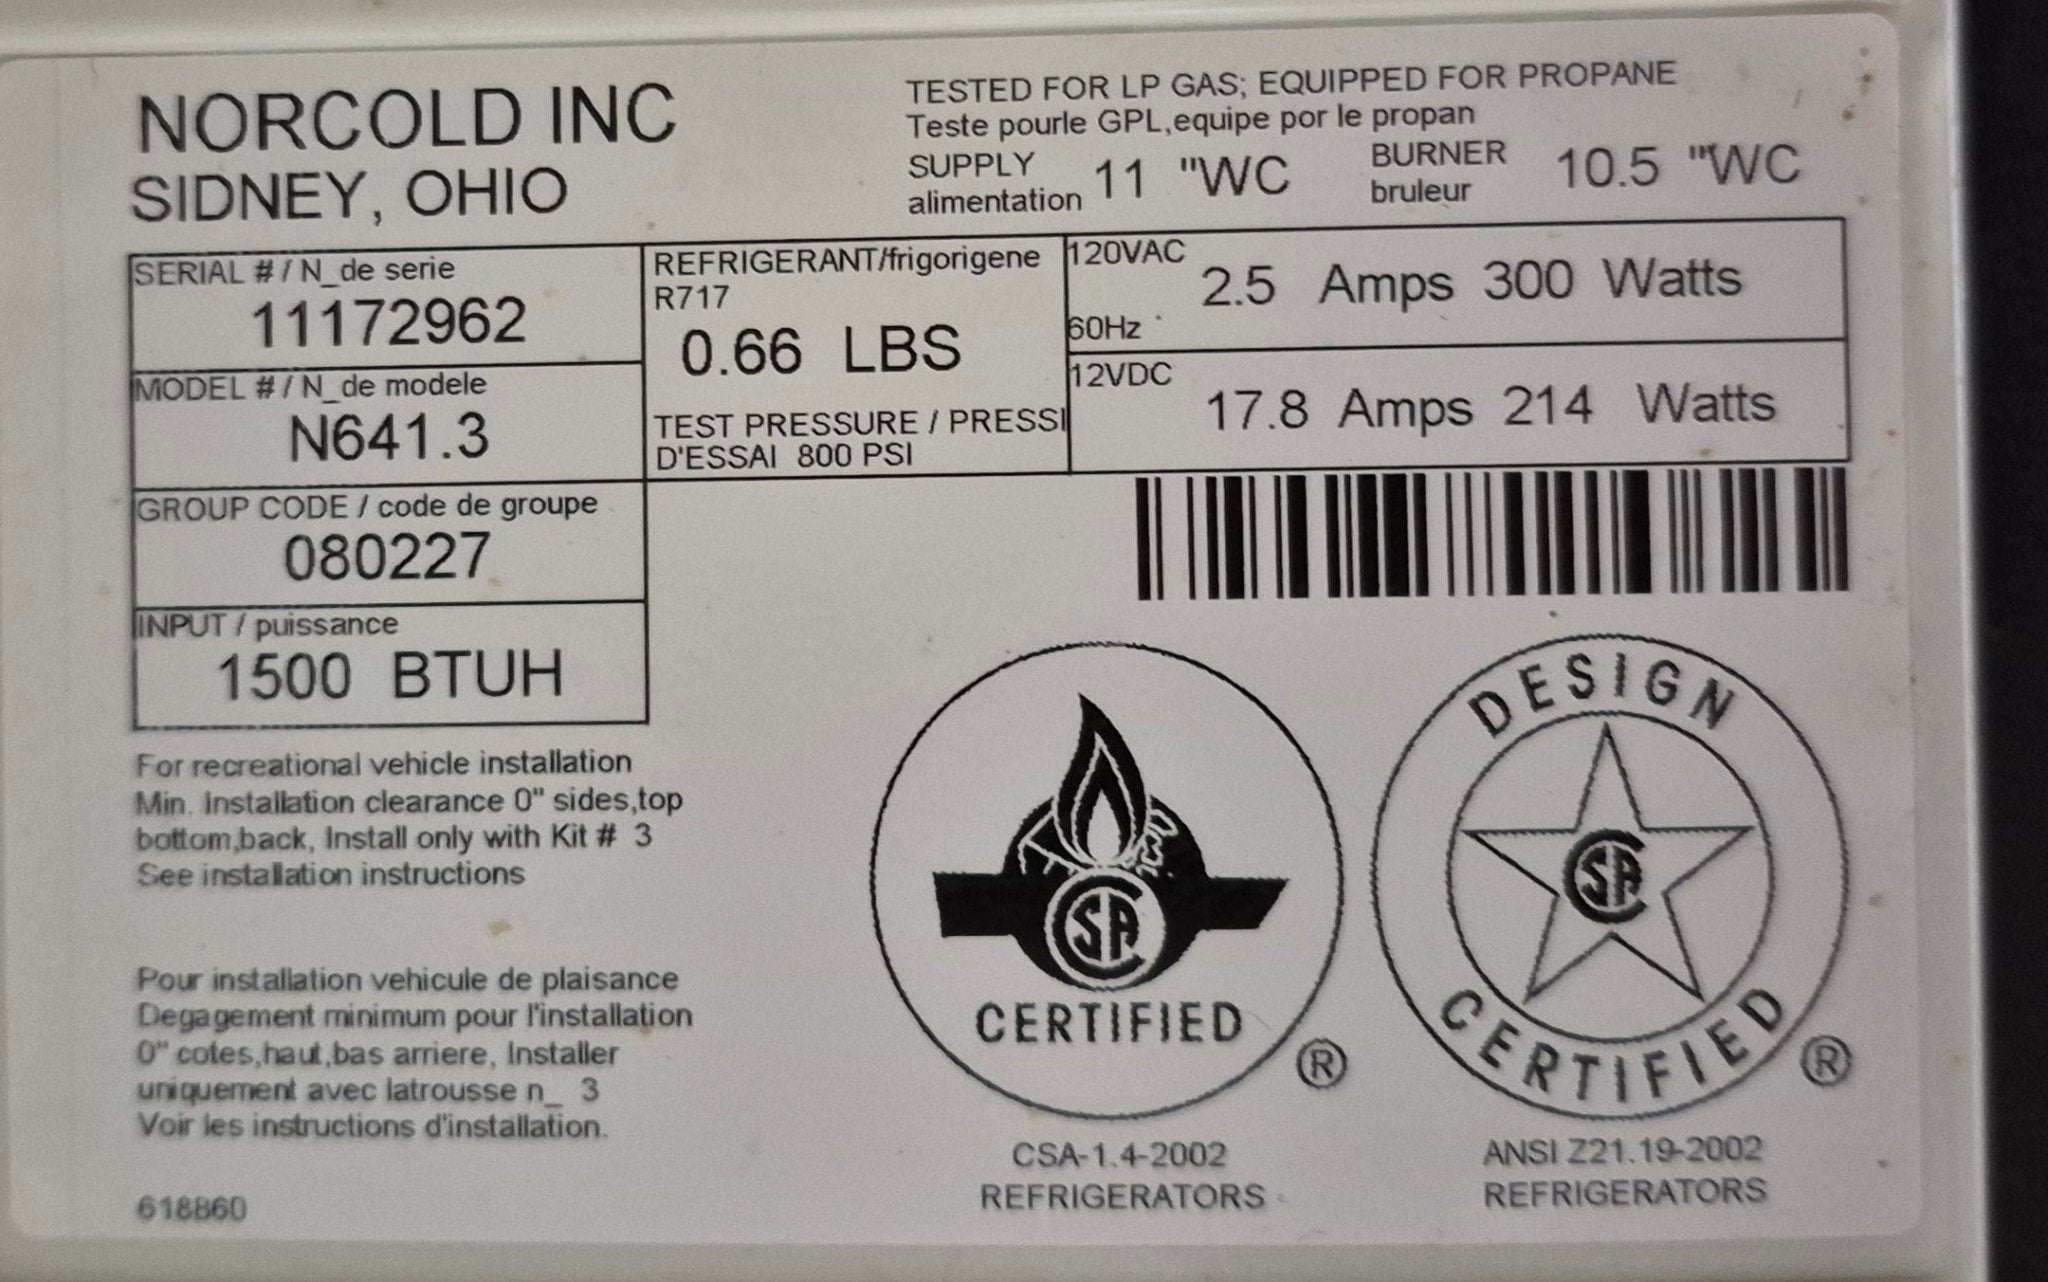 NORCOLD INC
SIDNEY, OHIO
TESTED FOR LP GAS; EQUIPPED FOR PROPANE
Teste pourle GPL,equipe por le propan
SUPPLY
alimentation 11 "WC
BURNER
bruleur 10.5 "WC
SERIAL # / N_de serie
11172962
MODEL # / N_de modele
N641.3
GROUP CODE / code de groupe
080227
INPUT / puissance
1500 BTUH
REFRIGERANT/frigorigene
R717
0.66 LBS
TEST PRESSURE / PRESSI
D'ESSAI 800 PSI
120VAC
60Hz
2.5 Amps 300 Watts
12VDC
17.8 Amps 214 Watts
For recreational vehicle installation
Min. Installation clearance 0" sides,top
bottom,back, Install only with Kit # 3
See installation instructions
Pour installation vehicule de plaisance
Degagement minimum pour l'installation
0" cotes,haut,bas arriere, Installer
uniquement avec latrousse n_ 3
Voir les instructions d'installation.
618860
CSA
CERTIFIED
®
CSA-1.4-2002
REFRIGERATORS
DESIGN
CSA
CERTIFIED
®
ANSI Z21.19-2002
REFRIGERATORS